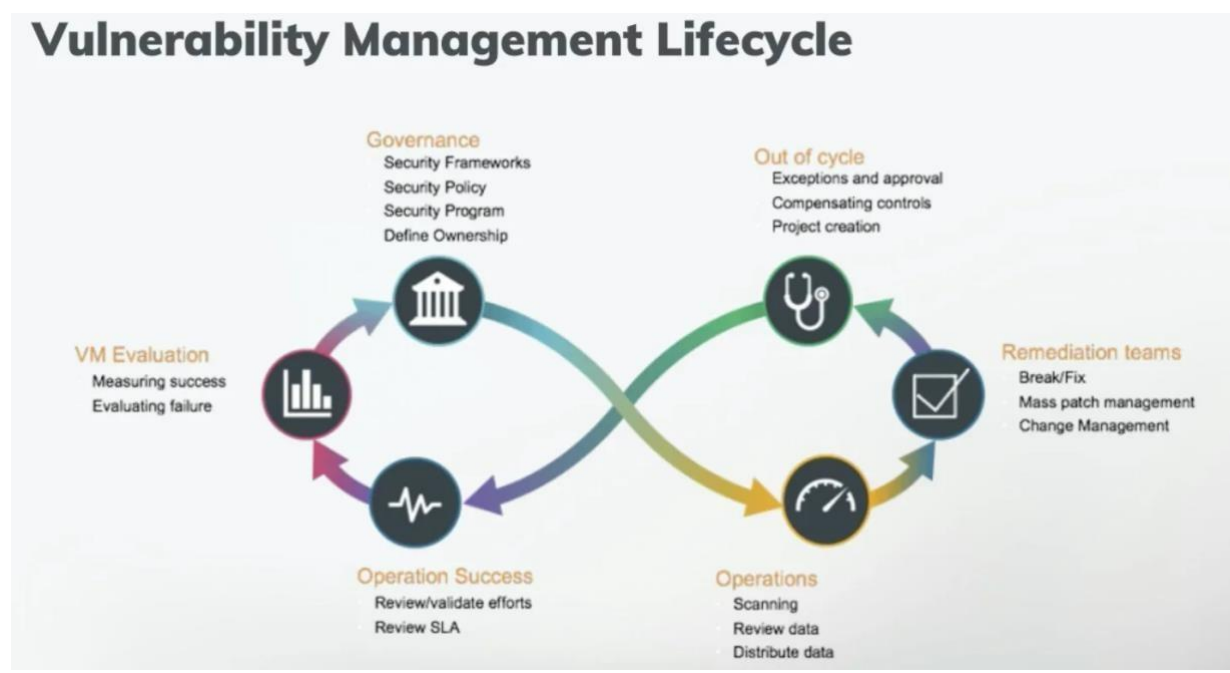 Vulnerability Management Lifecycle
Governance
Security Frameworks
Security Policy
Security Program
Define Ownership
Out of cycle
Exceptions and approval
Compensating controls
Project creation
VM Evaluation
Measuring success
Evaluating failure
Remediation teams
Break/Fix
Mass patch management
Change Management
Operation Success
Review/validate efforts
Review SLA
Operations
Scanning
Review data
Distribute data